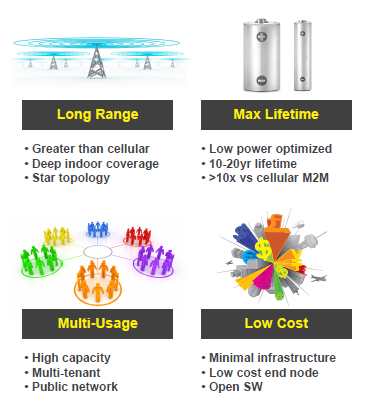 Long Range
• Greater than cellular
• Deep indoor coverage
• Star topology
Max Lifetime
• Low power optimized
• 10-20yr lifetime
• >10x vs cellular M2M
Multi-Usage
• High capacity
• Multi-tenant
• Public network
Low Cost
• Minimal infrastructure
• Low cost end node
• Open SW